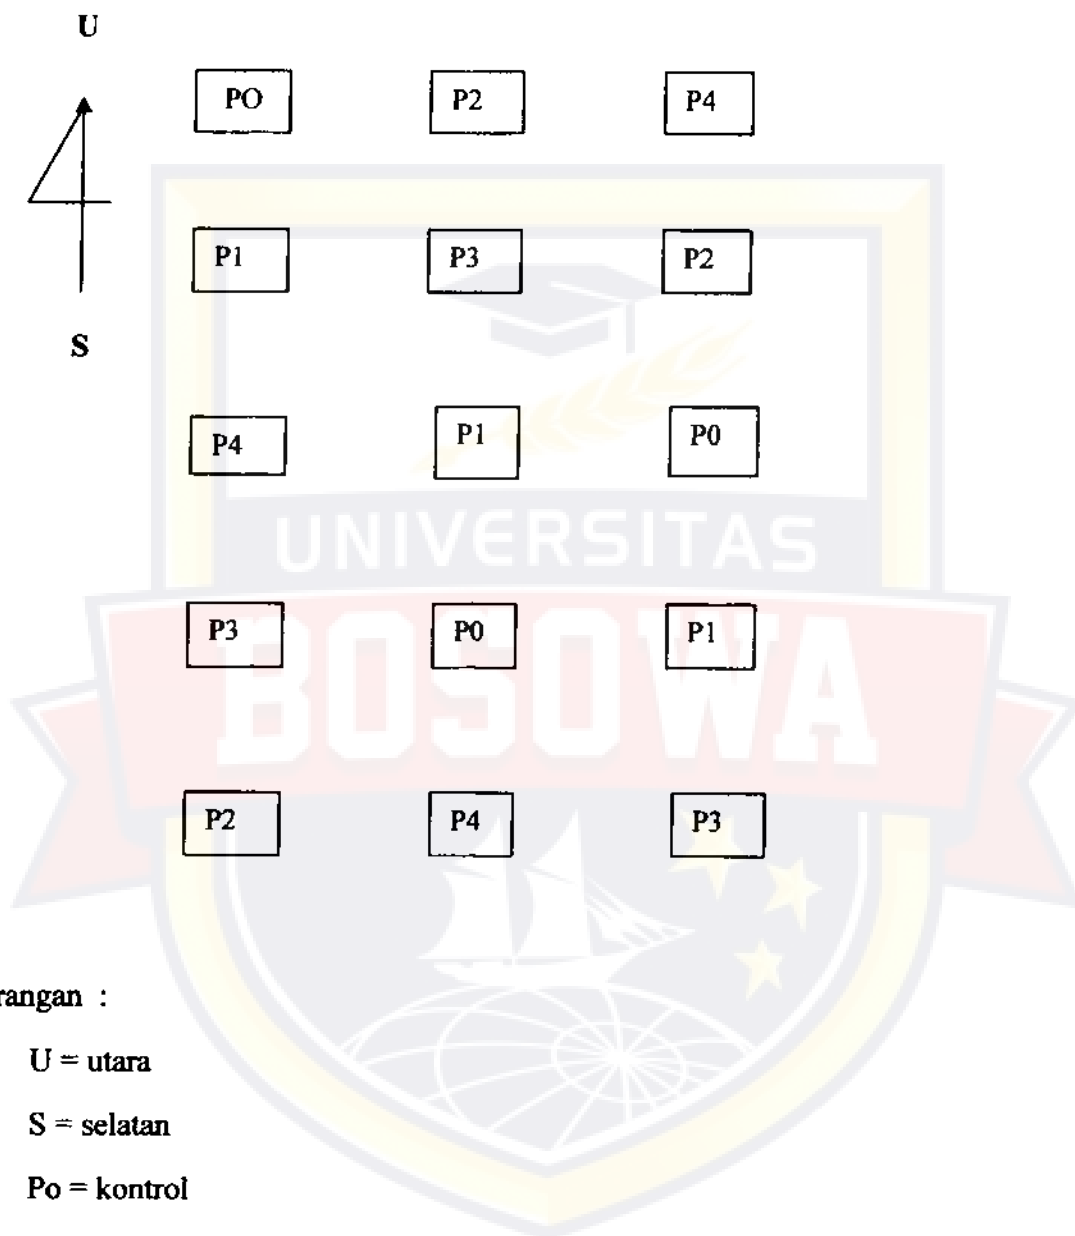 U
PO P2 P4
P1 P3 P2
S
P4 P1 P0
UNIVERSITAS
P3 P0 P1
BOSOWA
P2 P4 P3
rangan :
U = utara
S = selatan
Po = kontrol